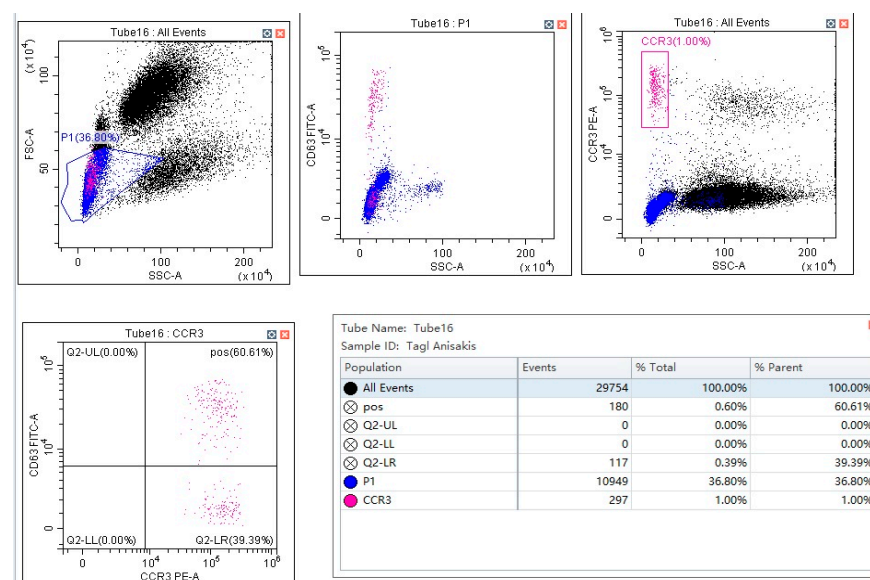 Tube16 : All Events
(x 10⁴)
100
50
FSC-A
P1(36.80%)
0
100
200
SSC-A
(x 10⁴)
Tube16 : P1
10⁵
10⁴
0
CD63 FITC-A
0
100
200
SSC-A
(x 10⁴)
Tube16 : All Events
CCR3(1.00%)
10⁶
10⁵
10⁴
0
CCR3 PE-A
0
100
200
SSC-A
(x 10⁴)
Tube16 : CCR3
Q2-UL(0.00%) pos(60.61%)
10⁵
10⁴
0
CD63 FITC-A
Q2-LL(0.00%) Q2-LR(39.39%)
0
10⁴
10⁵
10⁶
CCR3 PE-A
Tube Name: Tube16
Sample ID: Tagl Anisakis
Population Events % Total % Parent
All Events 29754 100.00% 100.00%
pos 180 0.60% 60.61%
Q2-UL 0 0.00% 0.00%
Q2-LL 0 0.00% 0.00%
Q2-LR 117 0.39% 39.39%
P1 10949 36.80% 36.80%
CCR3 297 1.00% 1.00%